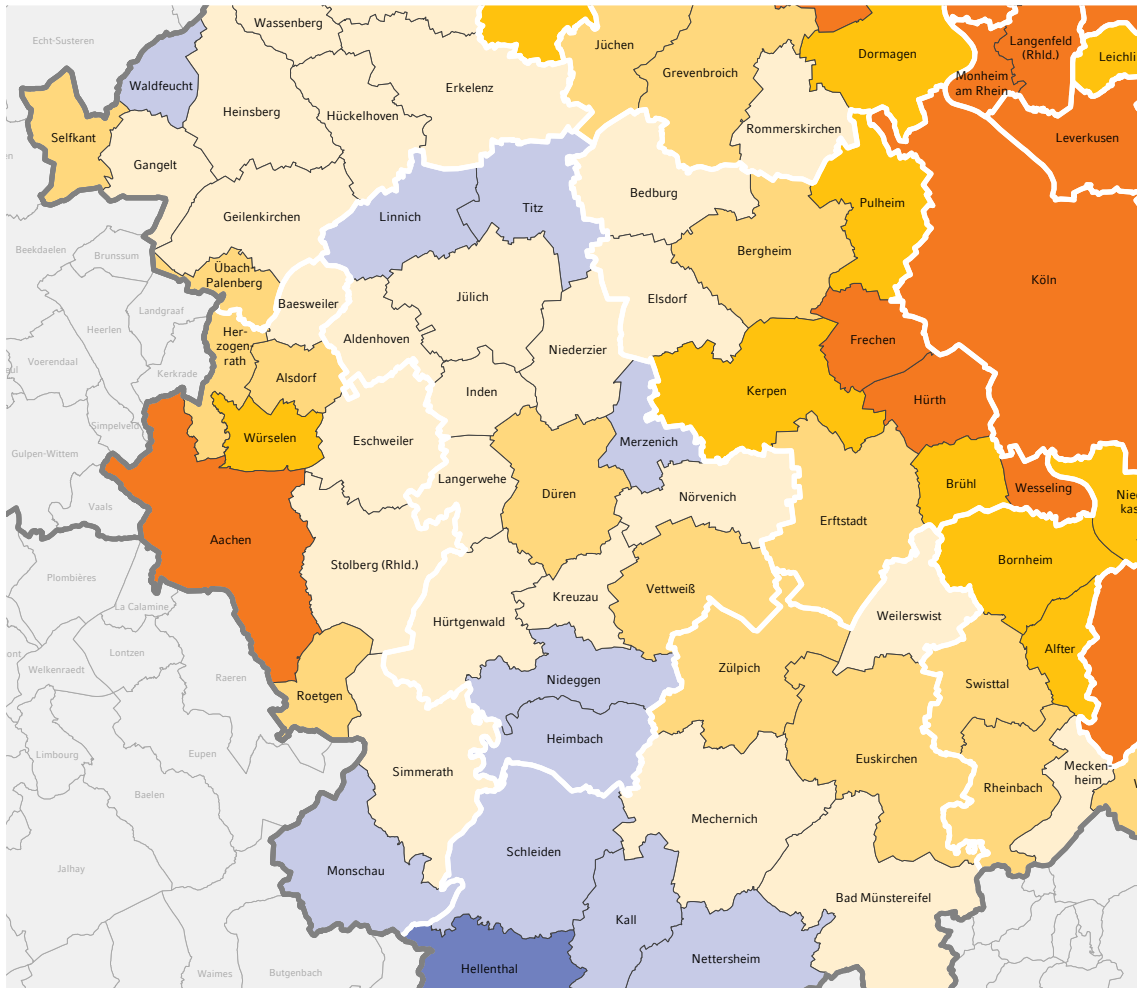 Echt-Susteren
Wassenberg
Jüchen
Dormagen
Langenfeld
(Rhld.)
Leichli
Waldfeucht
Grevenbroich
Monheim
am Rhein
Erkelenz
Heinsberg
Hückelhoven
Rommerskirchen
Leverkusen
Selfkant
Gangelt
Bedburg
Pulheim
Geilenkirchen
Linnich
Titz
Beekdaelen
Brunssum
Bergheim
Übach-
Palenberg
Köln
Baesweiler
Jülich
Elsdorf
Landgraaf
Heerlen
Her-
zogen-
rath
Aldenhoven
Niederzier
Frechen
Voerendaal
aul
Kerkrade
Alsdorf
Inden
Kerpen
Hürth
Simpelveld
Würselen
Eschweiler
Merzenich
Gulpen-Wittem
Langerwehe
Düren
Nörvenich
Brühl
Wesseling
Nied
kas
Vaals
Erftstadt
Aachen
Stolberg (Rhld.)
Bornheim
Plombières
Vettweiß
Kreuzau
La Calamine
Hürtgenwald
Weilerswist
Alfter
ont
Lontzen
Welkenraedt
Raeren
Zülpich
Nideggen
Swisttal
Roetgen
Heimbach
Limbourg
Eupen
Euskirchen
Simmerath
Mecken-
heim
Rheinbach
W
Baelen
Mechernich
Jalhay
Monschau
Schleiden
Bad Münstereifel
Kall
Nettersheim
Hellenthal
Waimes
Butgenbach